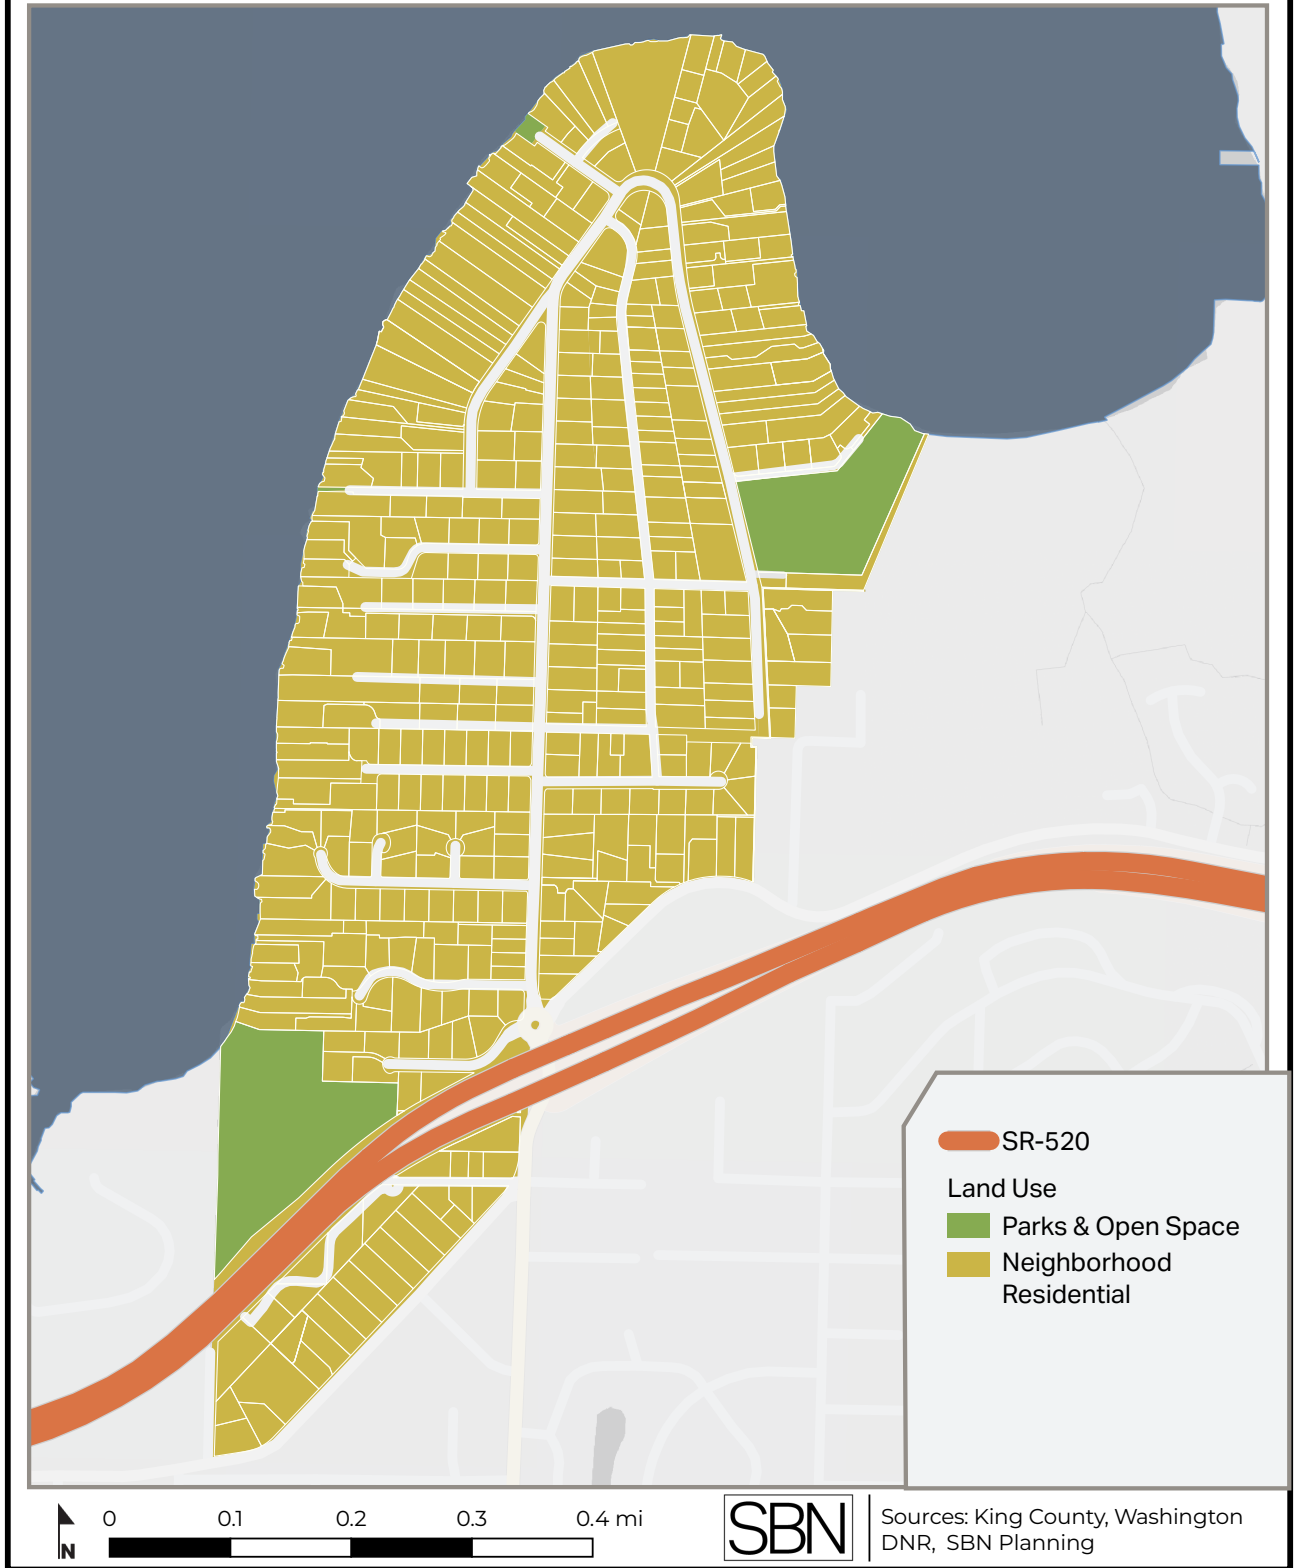 SR-520
Land Use
Parks & Open Space
Neighborhood
Residential
0 0.1 0.2 0.3 0.4 mi
N
SBN
Sources: King County, Washington
DNR, SBN Planning